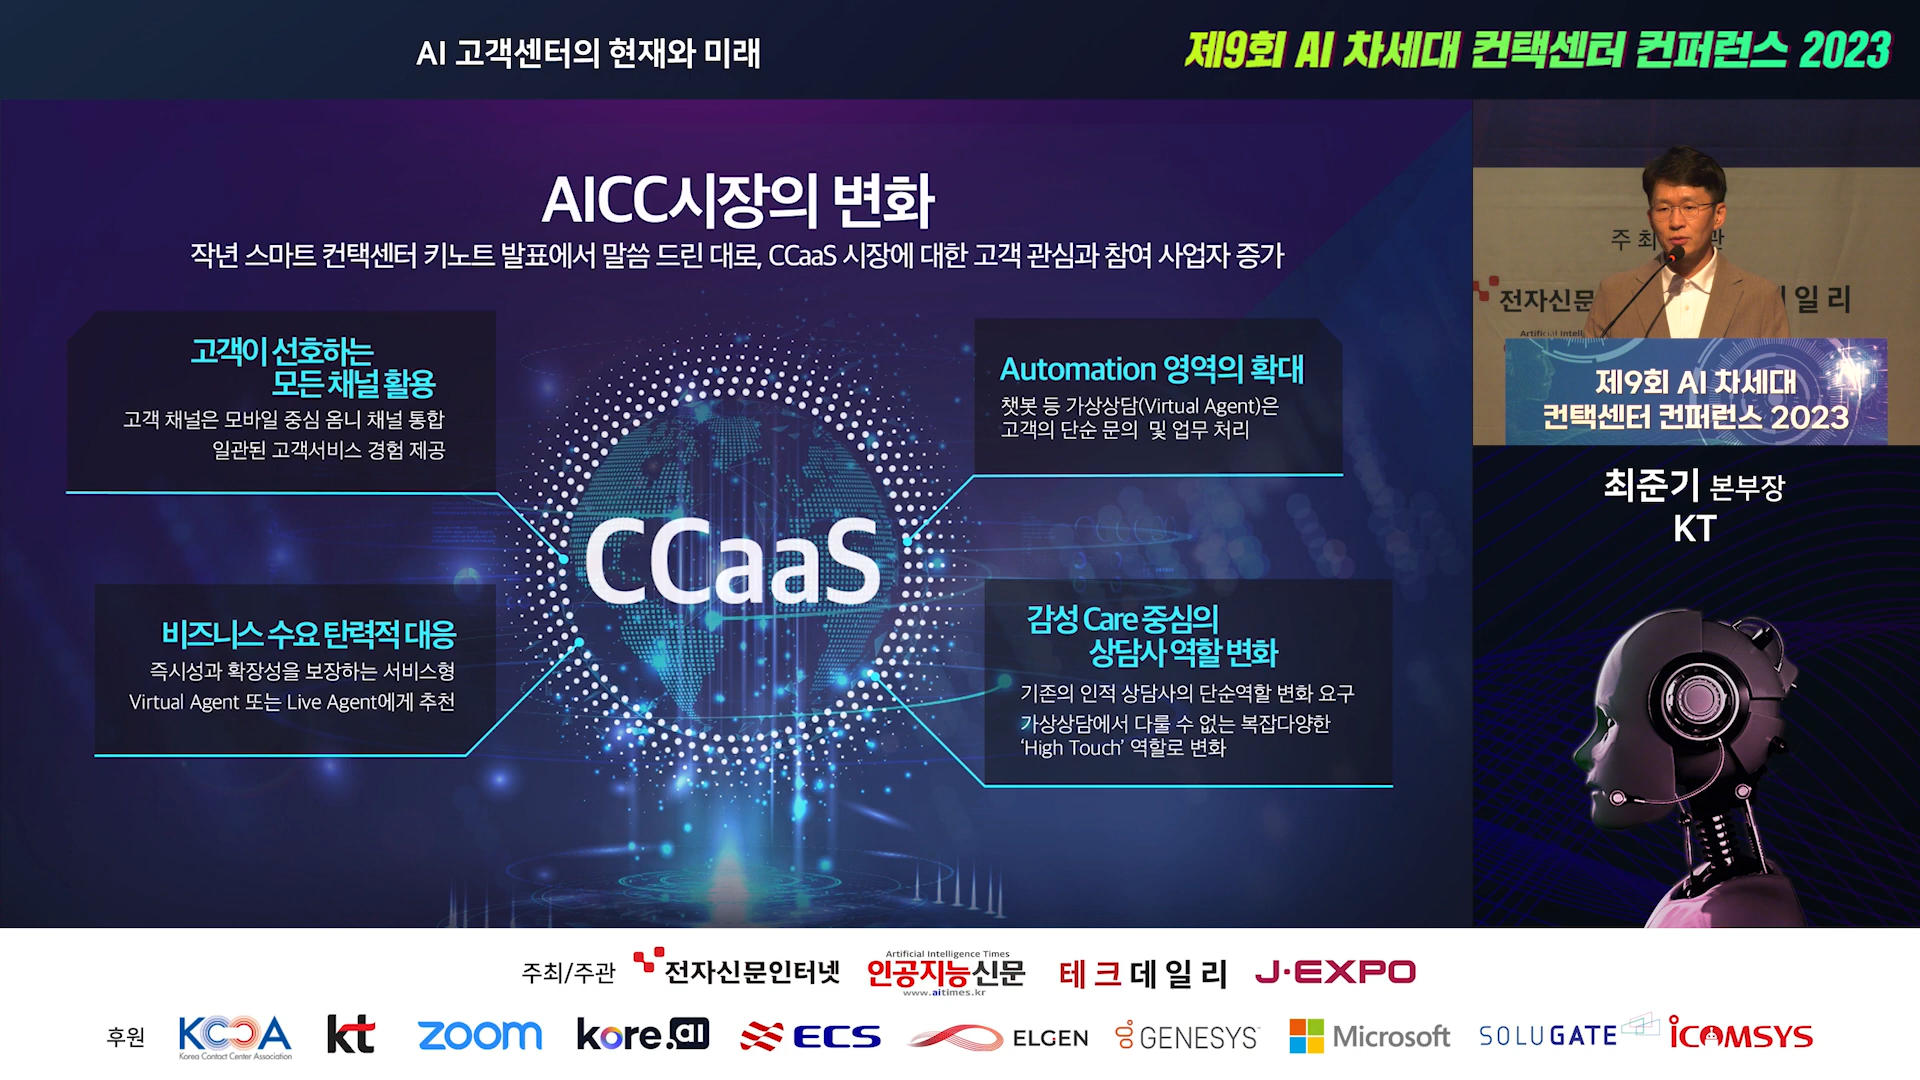 AI 고객센터의 현재와 미래
제9회 AI 차세대 컨택센터 컨퍼런스 2023
AICC시장의 변화
작년 스마트 컨택센터 키노트 발표에서 말씀 드린 대로, CCaaS 시장에 대한 고객 관심과 참여 사업자 증가
고객이 선호하는
모든 채널 활용
고객 채널은 모바일 중심 옴니 채널 통합
일관된 고객서비스 경험 제공
Automation 영역의 확대
챗봇 등 가상상담(Virtual Agent)은
고객의 단순 문의 및 업무 처리
CCaaS
비즈니스 수요 탄력적 대응
즉시성과 확장성을 보장하는 서비스형
Virtual Agent 또는 Live Agent에게 추천
감성 Care 중심의
상담사 역할 변화
기존의 인적 상담사의 단순역할 변화 요구
가상상담에서 다룰 수 없는 복잡다양한
‘High Touch’ 역할로 변화
주 최 관
전자신문 일 리
Artificial Intell
제9회 AI 차세대
컨택센터 컨퍼런스 2023
최준기 본부장
KT
주최/주관 전자신문인터넷 Artificial Intelligence Times 인공지능신문 www.aitimes.kr 테크데일리 J·EXPO
후원 KCCA Korea Contact Center Association kt zoom kore.ai ECS ELGEN GENESYS Microsoft SOLUGATE iCOMSYS